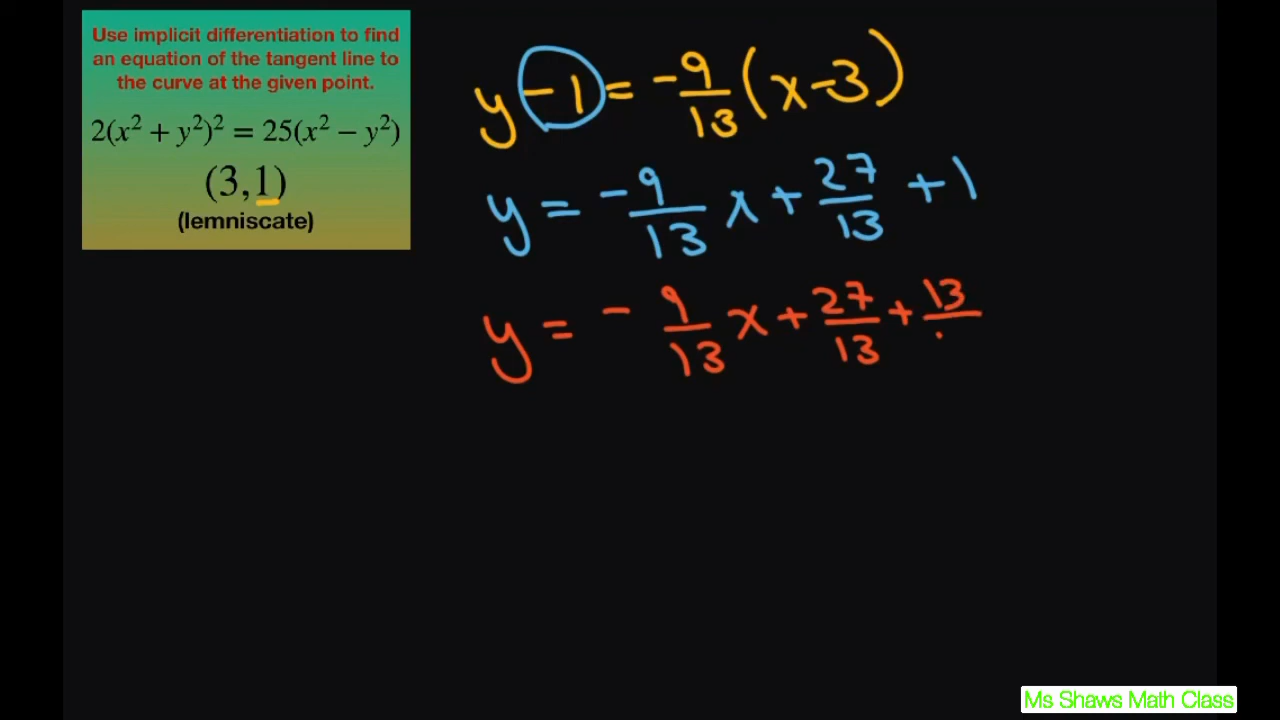 Use implicit differentiation to find
an equation of the tangent line to
the curve at the given point.
2(x² + y²)² = 25(x² − y²)
(3,1)
(lemniscate)
y − 1 = −9/13 (x − 3)
y = −9/13 x + 27/13 + 1
y = − 9/13 x + 27/13 + 13/
Ms Shaws Math Class